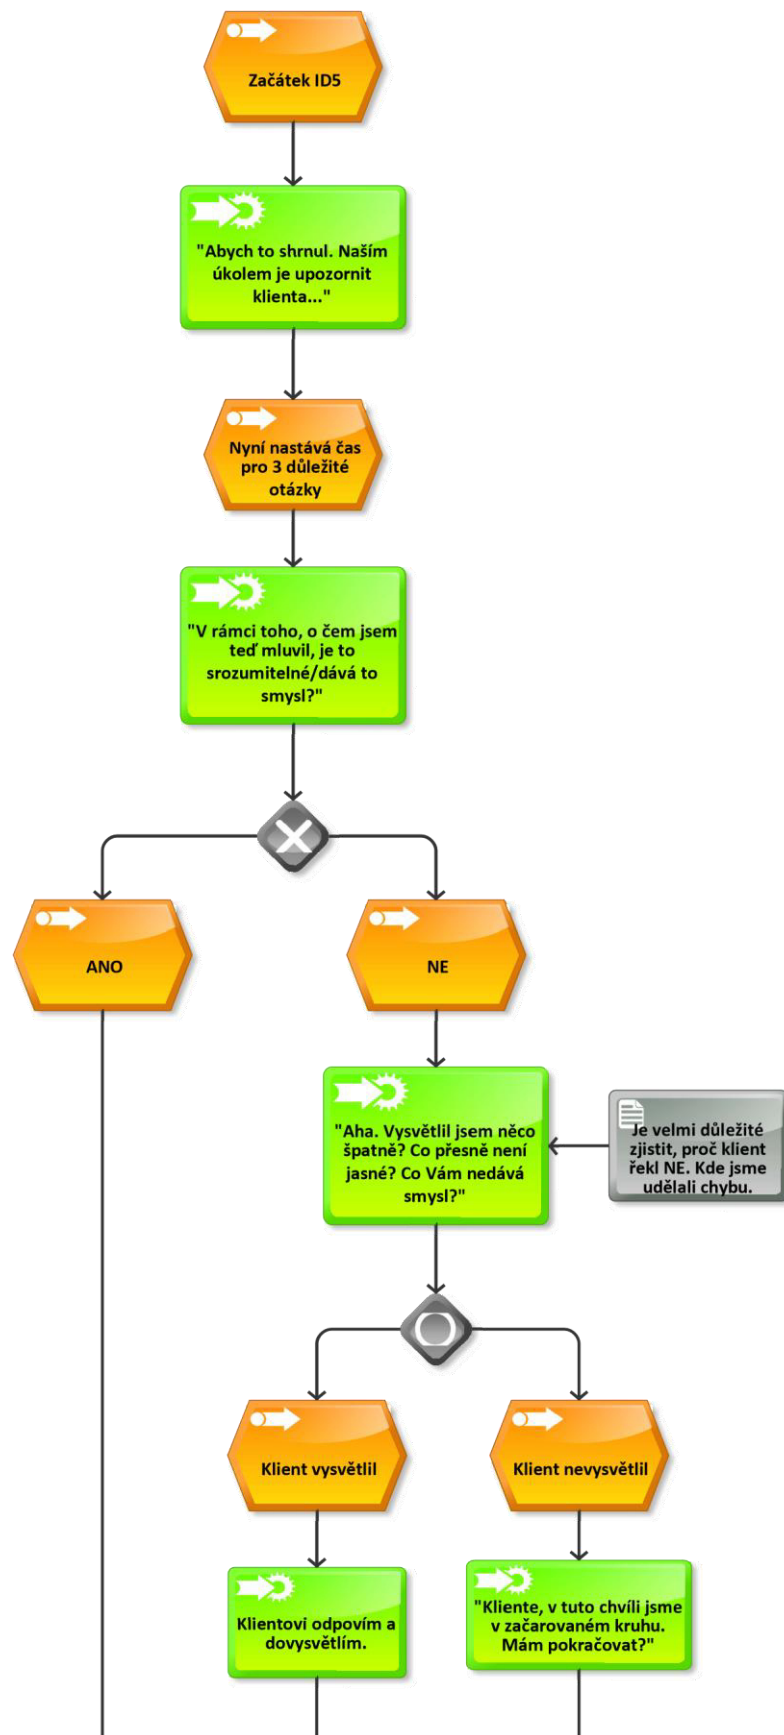 Začátek ID5
"Abych to shrnul. Naším
úkolem je upozornit
klienta..."
Nyní nastává čas
pro 3 důležité
otázky
"V rámci toho, o čem jsem
teď mluvil, je to
srozumitelné/dává to
smysl?"
ANO
NE
"Aha. Vysvětlil jsem něco
špatně? Co přesně není
jasné? Co Vám nedává
smysl?"
Je velmi důležité
zjistit, proč klient
řekl NE. Kde jsme
udělali chybu.
Klient vysvětlil
Klient nevysvětlil
Klientovi odpovím a
dovysvětlím.
"Kliente, v tuto chvíli jsme
v začarovaném kruhu.
Mám pokračovat?"